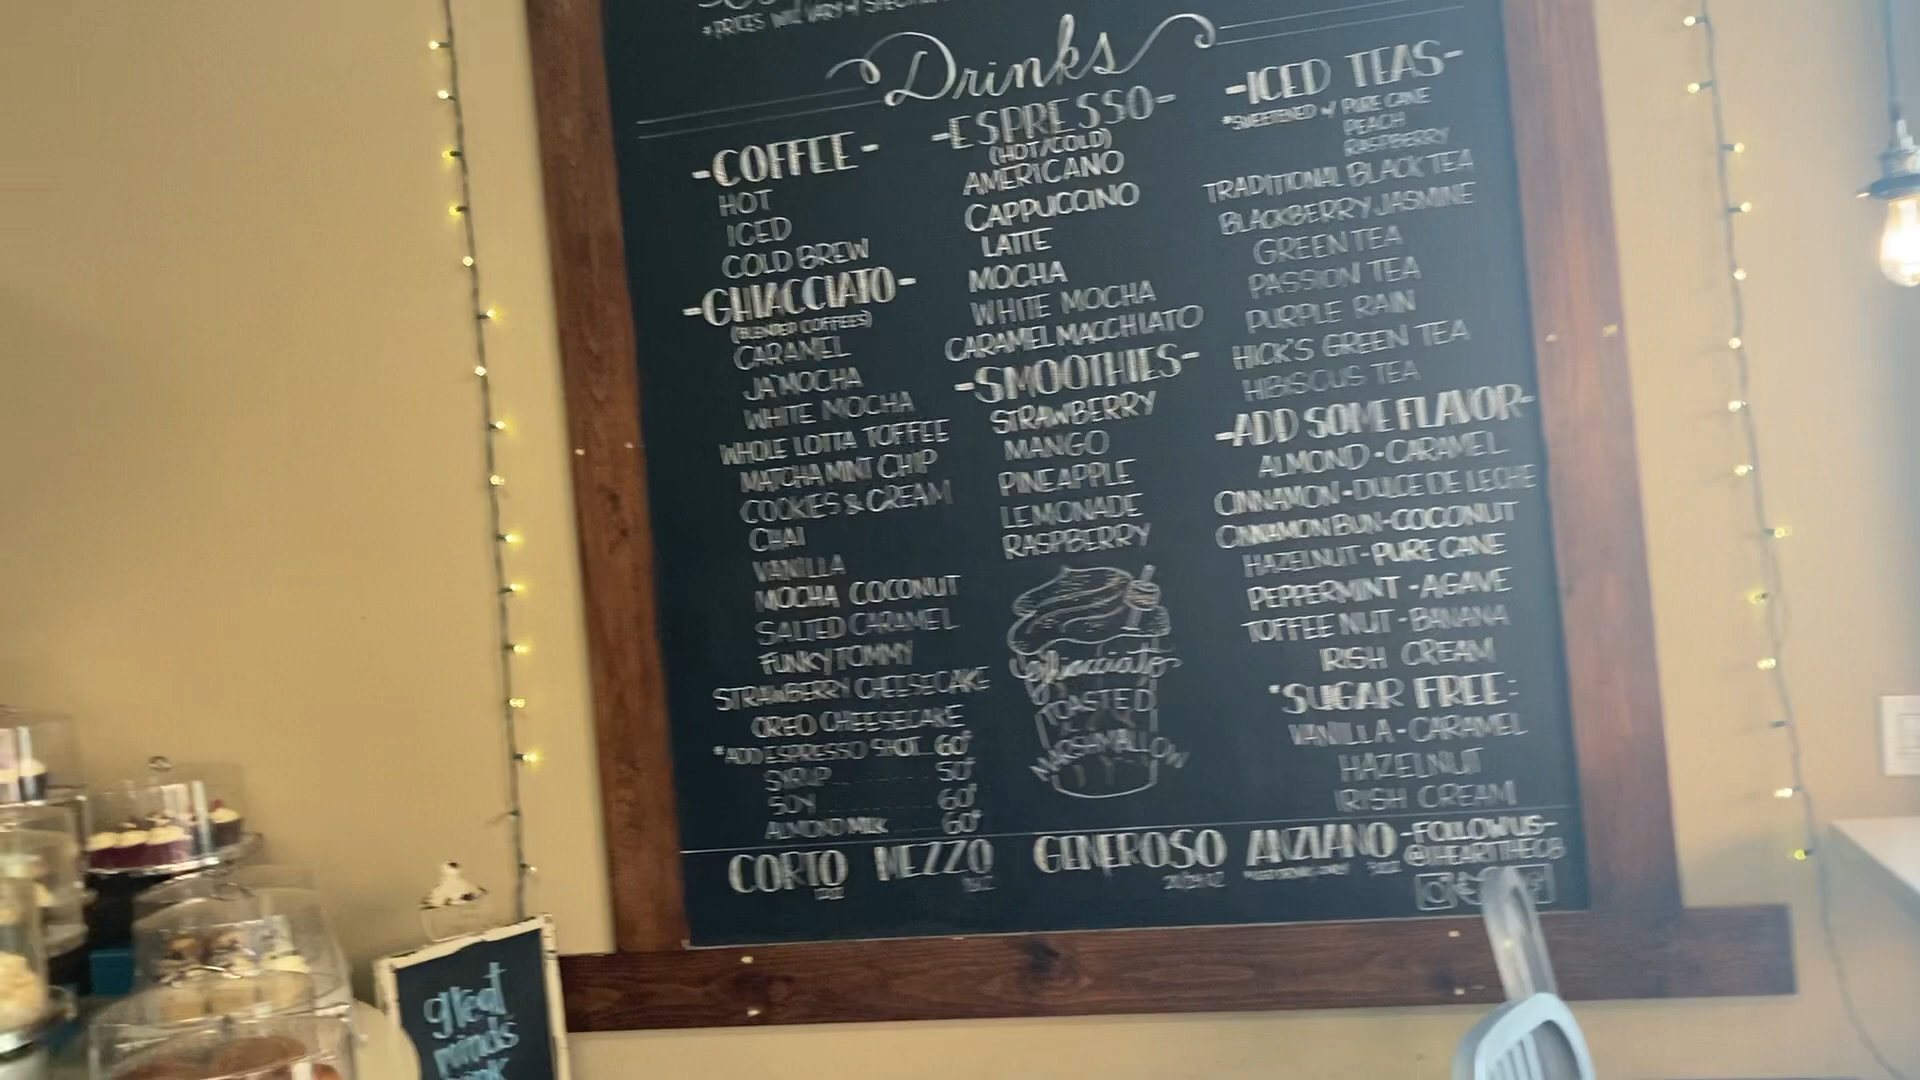 *PRICES WILL VARY W/
Drinks
-COFFEE-
HOT
ICED
COLD BREW
-GHIACCIATO-
(BLENDED COFFEES)
CARAMEL
JA'MOCHA
WHITE MOCHA
WHOLE LOTTA TOFFEE
MATCHA MINT CHIP
COOKIES & CREAM
CHAI
VANILLA
MOCHA COCONUT
SALTED CARAMEL
FUNKY TOMMY
STRAWBERRY CHEESECAKE
OREO CHEESECAKE
*ADD ESPRESSO SHOT...60¢
SYRUP 50¢
SOY 60¢
ALMOND MILK 60¢
-ESPRESSO-
(HOT/COLD)
AMERICANO
CAPPUCCINO
LATTE
MOCHA
WHITE MOCHA
CARAMEL MACCHIATO
-SMOOTHIES-
STRAWBERRY
MANGO
PINEAPPLE
LEMONADE
RASPBERRY
Ghiacciato
TOASTED
MARSHMALLOW
-ICED TEAS-
*SWEETENED W/ PURE CANE
PEACH
RASPBERRY
TRADITIONAL BLACK TEA
BLACKBERRY JASMINE
GREEN TEA
PASSION TEA
PURPLE RAIN
HICK'S GREEN TEA
HIBISCUS TEA
-ADD SOME FLAVOR-
ALMOND-CARAMEL
CINNAMON-DULCE DE LECHE
CINNAMON BUN-COCONUT
HAZELNUT-PURE CANE
PEPPERMINT-AGAVE
TOFFEE NUT-BANANA
IRISH CREAM
*SUGAR FREE:
VANILLA-CARAMEL
HAZELNUT
IRISH CREAM
CORTO MEZZO GENEROSO ANZIANO
-FOLLOW US-
@IHEARTTHECB
great
minds